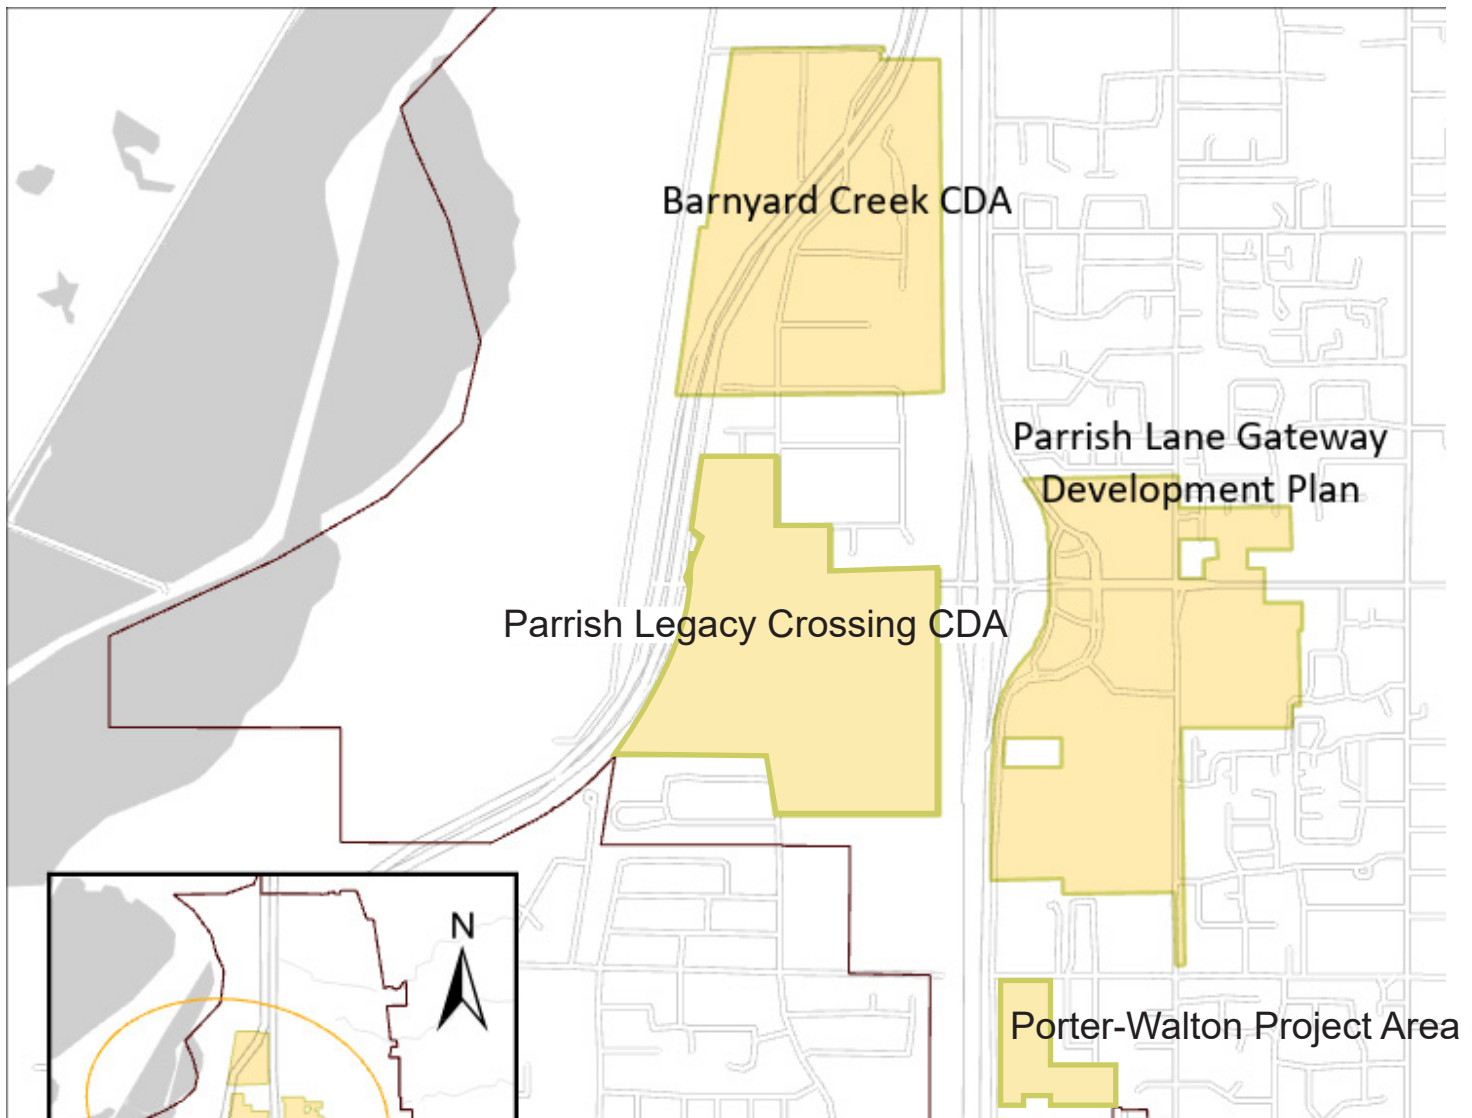 Barnyard Creek CDA
Parrish Lane Gateway
Development Plan
Parrish Legacy Crossing CDA
N
Porter-Walton Project Area